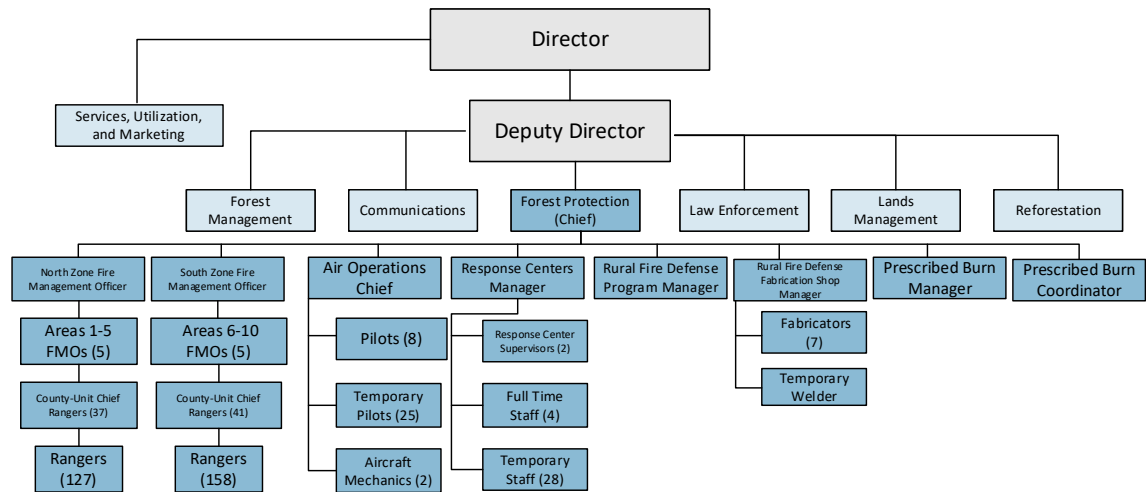 Director
Services, Utilization,
and Marketing
Deputy Director
Forest
Management
Communications
Forest Protection
(Chief)
Law Enforcement
Lands
Management
Reforestation
North Zone Fire
Management Officer
South Zone Fire
Management Officer
Air Operations
Chief
Response Centers
Manager
Rural Fire Defense
Program Manager
Rural Fire Defense
Fabrication Shop
Manager
Prescribed Burn
Manager
Prescribed Burn
Coordinator
Areas 1-5
FMOs (5)
Areas 6-10
FMOs (5)
Pilots (8)
Response Center
Supervisors (2)
Fabricators
(7)
County-Unit Chief
Rangers (37)
County-Unit Chief
Rangers (41)
Temporary
Pilots (25)
Full Time
Staff (4)
Temporary
Welder
Rangers
(127)
Rangers
(158)
Aircraft
Mechanics (2)
Temporary
Staff (28)